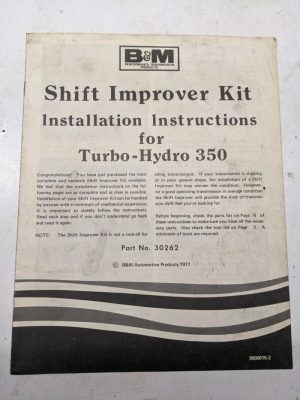 B&M
PERFORMANCE TRANSMISSION
PRODUCTS
Shift Improver Kit
Installation Instructions
for
Turbo-Hydro 350
Congratulations! You have just purchased the most
complete and versatile Shift Improver Kit available.
We feel that the installation instructions on the fol-
lowing pages are as complete and as clear as possible.
Installation of your Shift Improver Kit can be handled
by anyone with a minimum of mechanical experience.
It is important to closely follow the instructions.
Read each step and if you don't understand go back
and read it again.
NOTE: The Shift Improver Kit is not a cure-all for
ailing transmissions. If your transmission is slipping
or in poor general shape, the installation of a Shift
Improver Kit may worsen the condition. However,
on a good operating transmission or average condition
the Shift Improver will provide the kind of transmis-
sion shift feel you're looking for.
Before beginning, check the parts list on Page 6 of
these instructions to make sure you have all the neces-
sary parts. Also check the tool list on Page 5. A
minimum of tools are required.
Part No. 30262
© B&M Automotive Products 1977
9500018-2